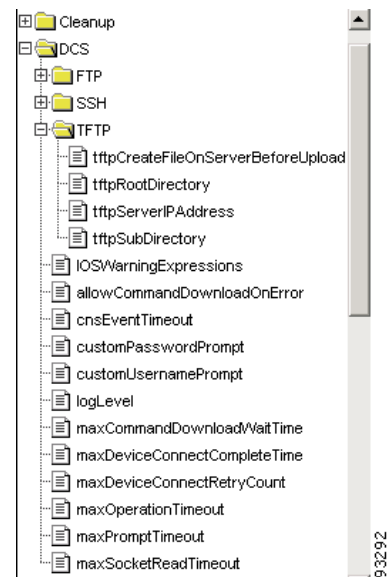 Cleanup
DCS
FTP
SSH
TFTP
tftpCreateFileOnServerBeforeUpload
tftpRootDirectory
tftpServerIPAddress
tftpSubDirectory
IOSWarningExpressions
allowCommandDownloadOnError
cnsEventTimeout
customPasswordPrompt
customUsernamePrompt
logLevel
maxCommandDownloadWaitTime
maxDeviceConnectCompleteTime
maxDeviceConnectRetryCount
maxOperationTimeout
maxPromptTimeout
maxSocketReadTimeout
93292